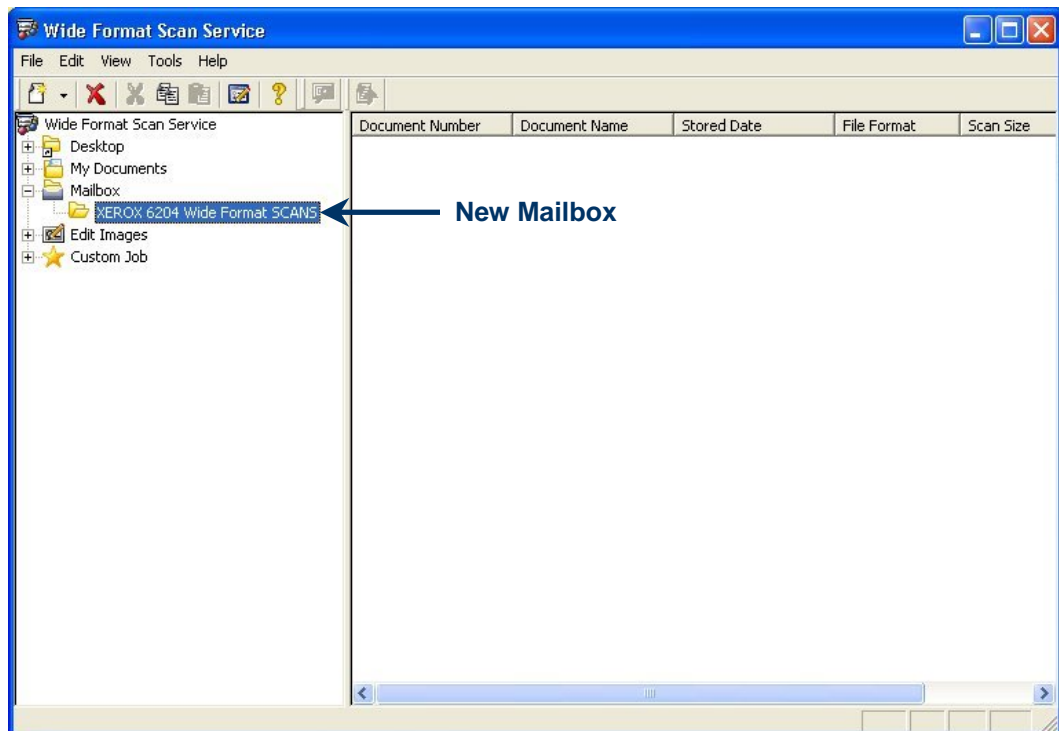 Wide Format Scan Service
File Edit View Tools Help
Wide Format Scan Service
Desktop
My Documents
Mailbox
XEROX 6204 Wide Format SCANS
Edit Images
Custom Job
Document Number Document Name Stored Date File Format Scan Size
New Mailbox